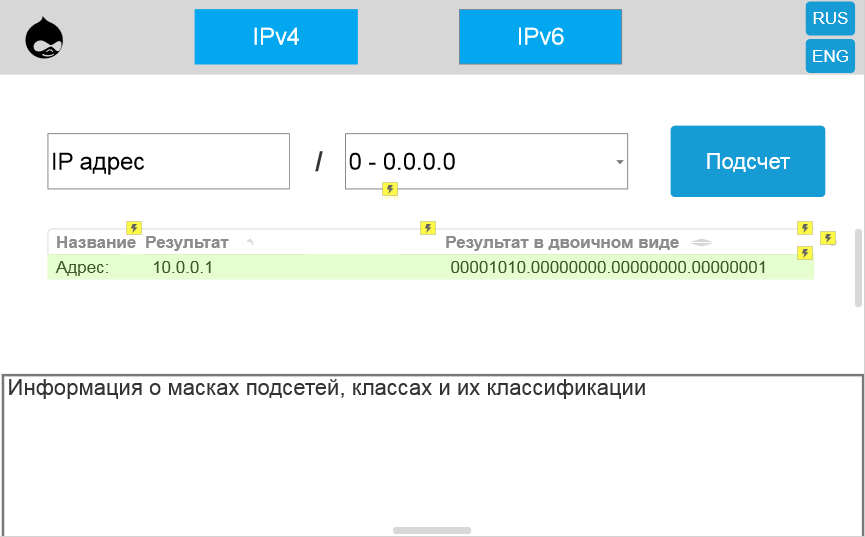 IPv4 IPv6 RUS
ENG
IP адрес / 0 - 0.0.0.0 Подсчет
Название Результат Результат в двоичном виде
Адрес: 10.0.0.1 00001010.00000000.00000000.00000001
Информация о масках подсетей, классах и их классификации